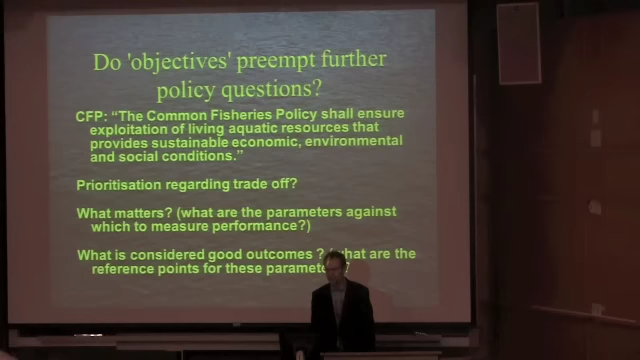 Do 'objectives' preempt further
policy questions?
CFP: “The Common Fisheries Policy shall ensure
exploitation of living aquatic resources that
provides sustainable economic, environmental
and social conditions.”
Prioritisation regarding trade off?
What matters? (what are the parameters against
which to measure performance?)
What is considered good outcomes ? (what are the
reference points for these